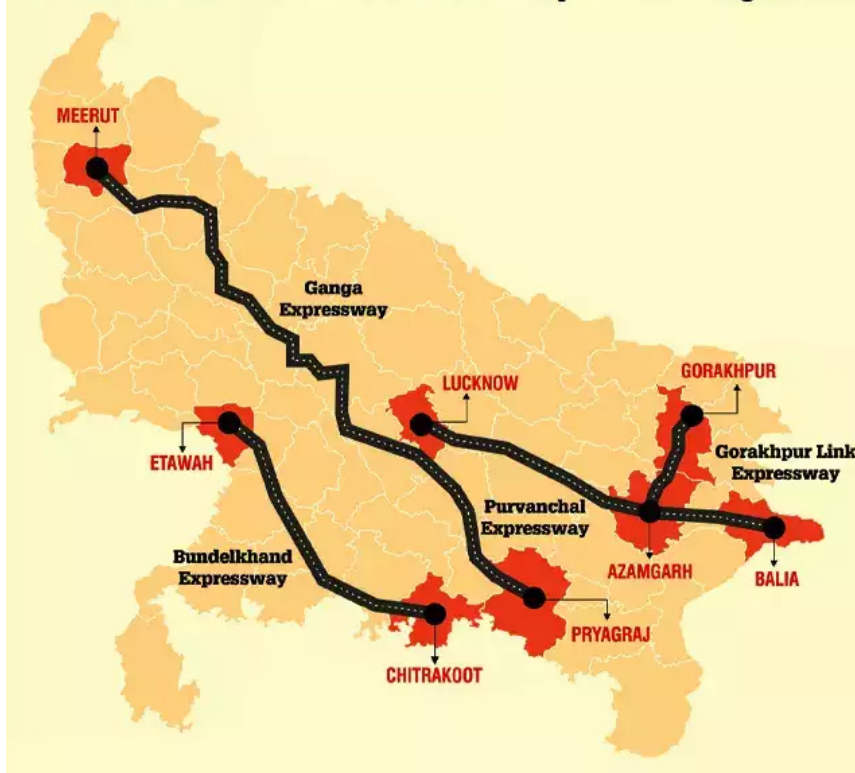 MEERUT
Ganga
Expressway
LUCKNOW
GORAKHPUR
Gorakhpur Link
Expressway
ETAWAH
Purvanchal
Expressway
Bundelkhand
Expressway
AZAMGARH
BALIA
PRYAGRAJ
CHITRAKOOT